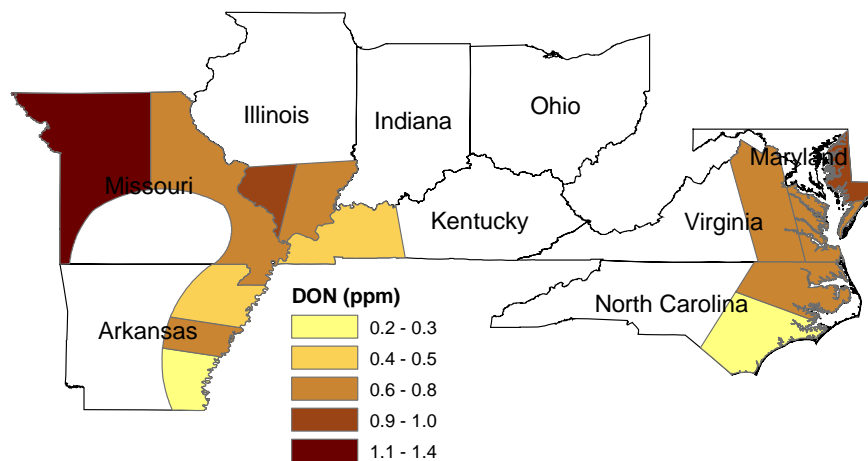 Ohio
Illinois
Indiana
Maryland
Missouri
Kentucky
Virginia
DON (ppm)
North Carolina
Arkansas
0.2 - 0.3
0.4 - 0.5
0.6 - 0.8
0.9 - 1.0
1.1 - 1.4